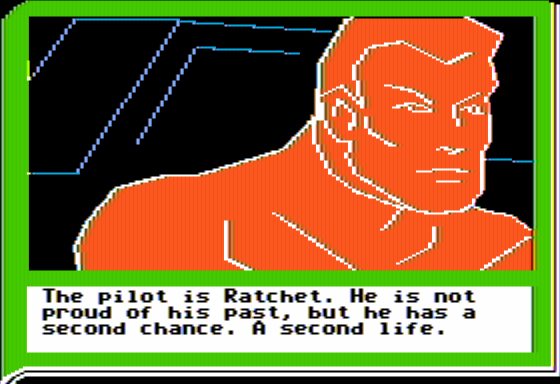 The pilot is Ratchet. He is not
proud of his past, but he has a
second chance. A second life.